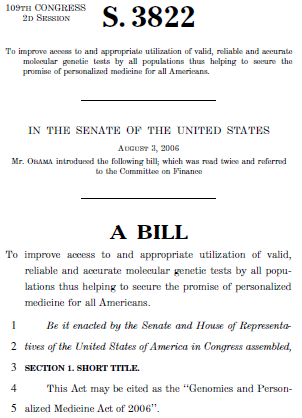 109TH CONGRESS
2D SESSION
S. 3822
To improve access to and appropriate utilization of valid, reliable and accurate
molecular genetic tests by all populations thus helping to secure the
promise of personalized medicine for all Americans.
IN THE SENATE OF THE UNITED STATES
AUGUST 3, 2006
Mr. OBAMA introduced the following bill; which was read twice and referred
to the Committee on Finance
A BILL
To improve access to and appropriate utilization of valid,
reliable and accurate molecular genetic tests by all popu-
lations thus helping to secure the promise of personalized
medicine for all Americans.
1 Be it enacted by the Senate and House of Representa-
2 tives of the United States of America in Congress assembled,
3 SECTION 1. SHORT TITLE.
4 This Act may be cited as the “Genomics and Person-
5 alized Medicine Act of 2006”.